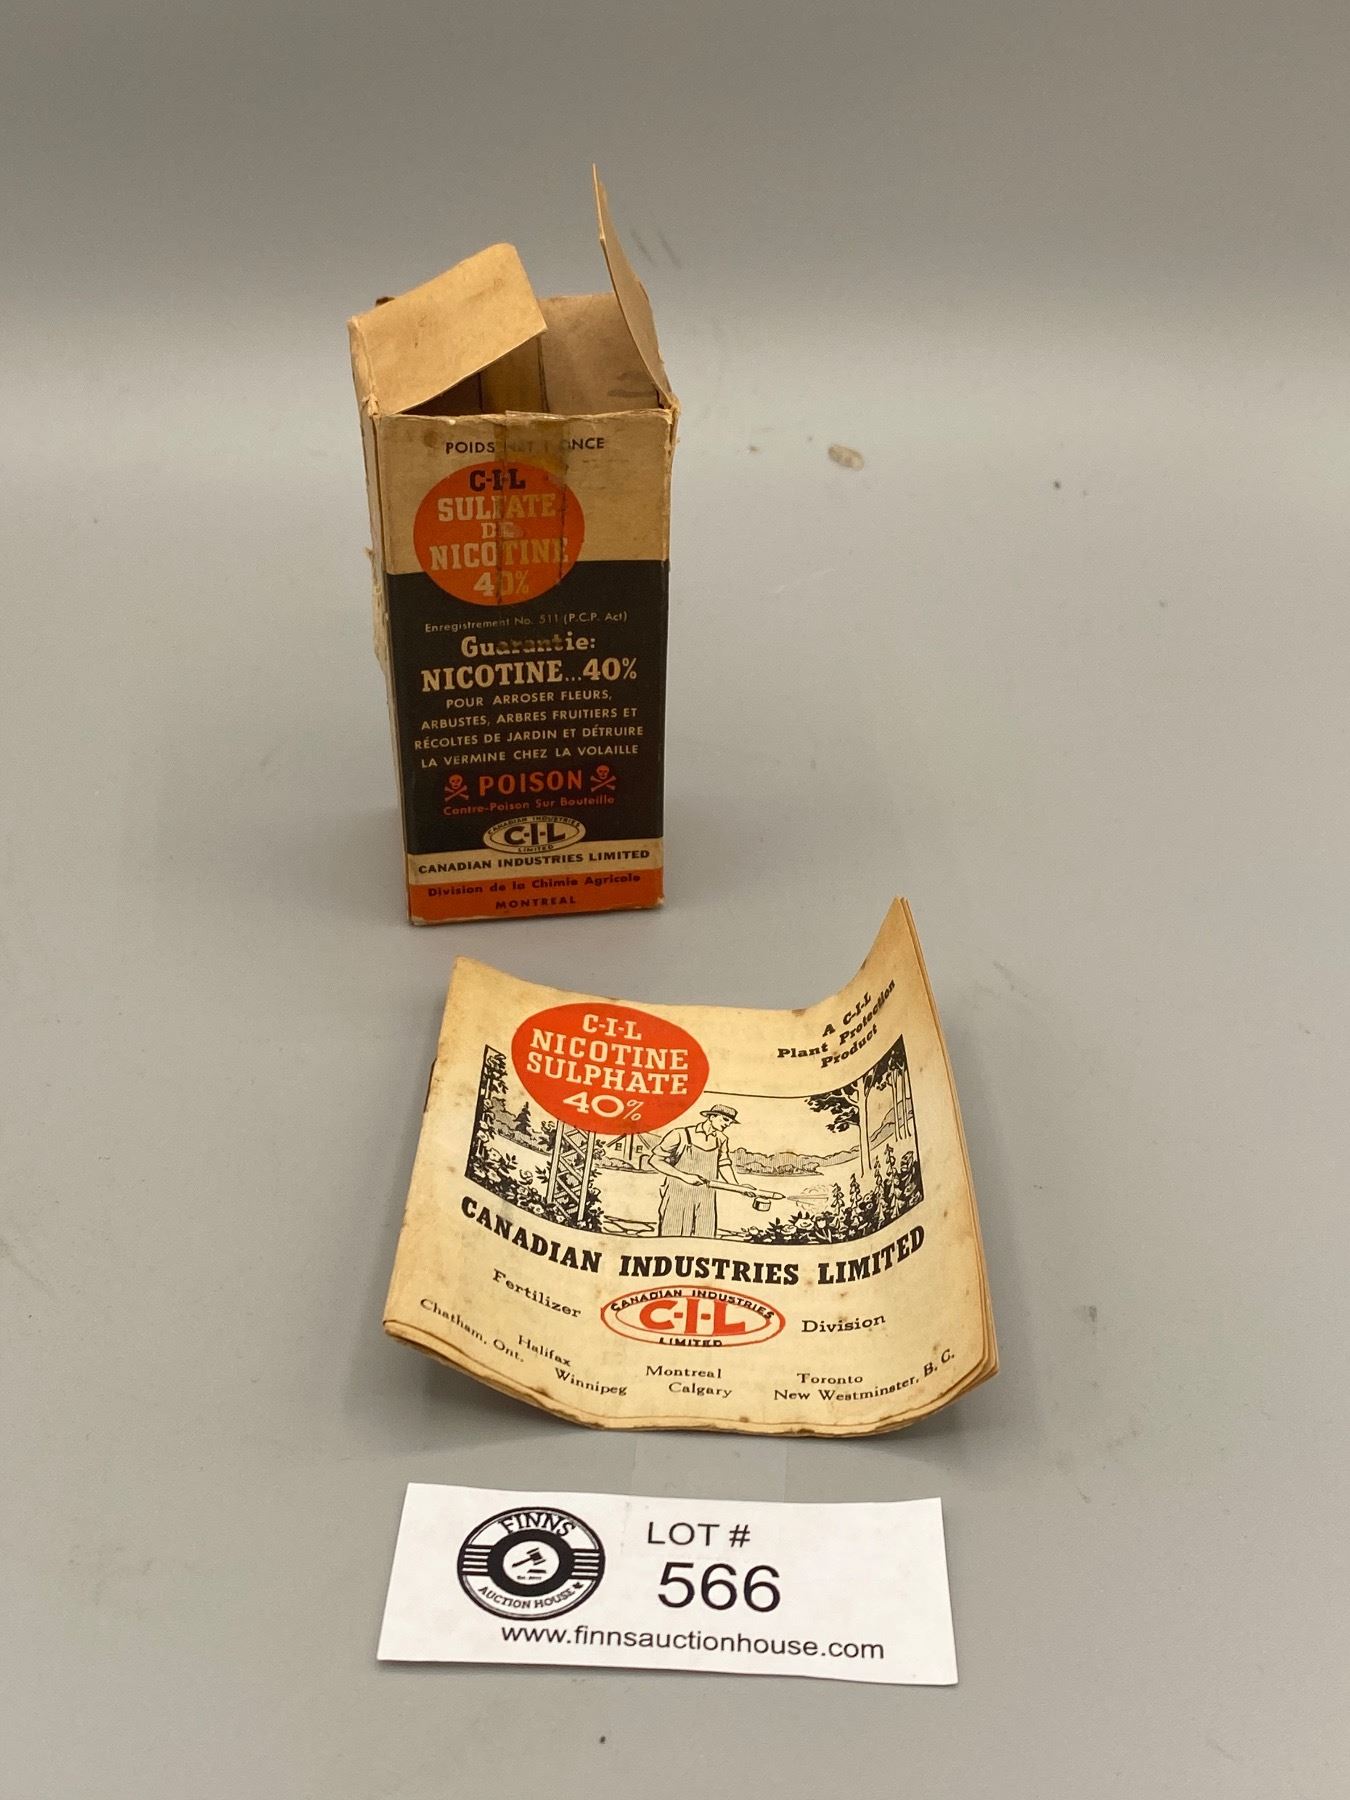 POIDS NET 1 ONCE
C-I-L
SULFATE
DE
NICOTINE
40%
Enregistrement No. 511 (P.C.P. Act)
Guarantie:
NICOTINE...40%
POUR ARROSER FLEURS,
ARBUSTES, ARBRES FRUITIERS ET
RÉCOLTES DE JARDIN ET DÉTRUIRE
LA VERMINE CHEZ LA VOLAILLE
POISON
Contre-Poison Sur Bouteille
CANADIAN INDUSTRIES
C-I-L
LIMITED
CANADIAN INDUSTRIES LIMITED
Division de la Chimie Agricole
MONTREAL
A C-I-L
Plant Protection
Product
C-I-L
NICOTINE
SULPHATE
40%
CANADIAN INDUSTRIES LIMITED
Fertilizer
CANADIAN INDUSTRIES
C-I-L
LIMITED
Division
Halifax Montreal Toronto
Chatham, Ont. Winnipeg Calgary New Westminster, B. C.
FINNS
AUCTION HOUSE
LOT #
566
www.finnsauctionhouse.com